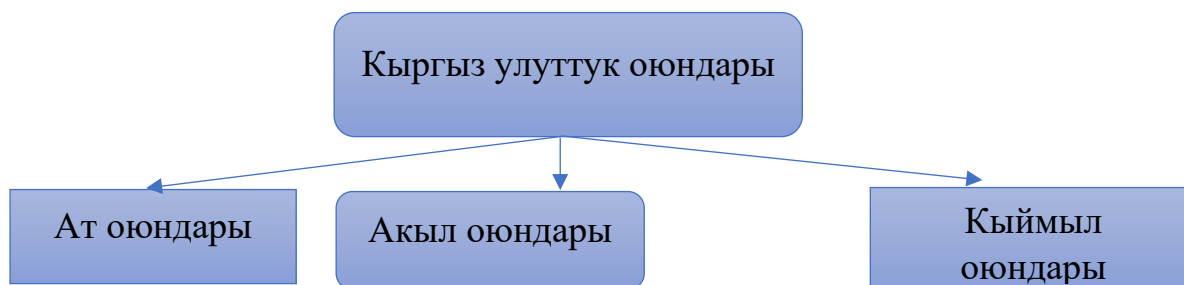 Кыргыз улуттук оюндары
Ат оюндары
Акыл оюндары
Кыймыл
оюндары